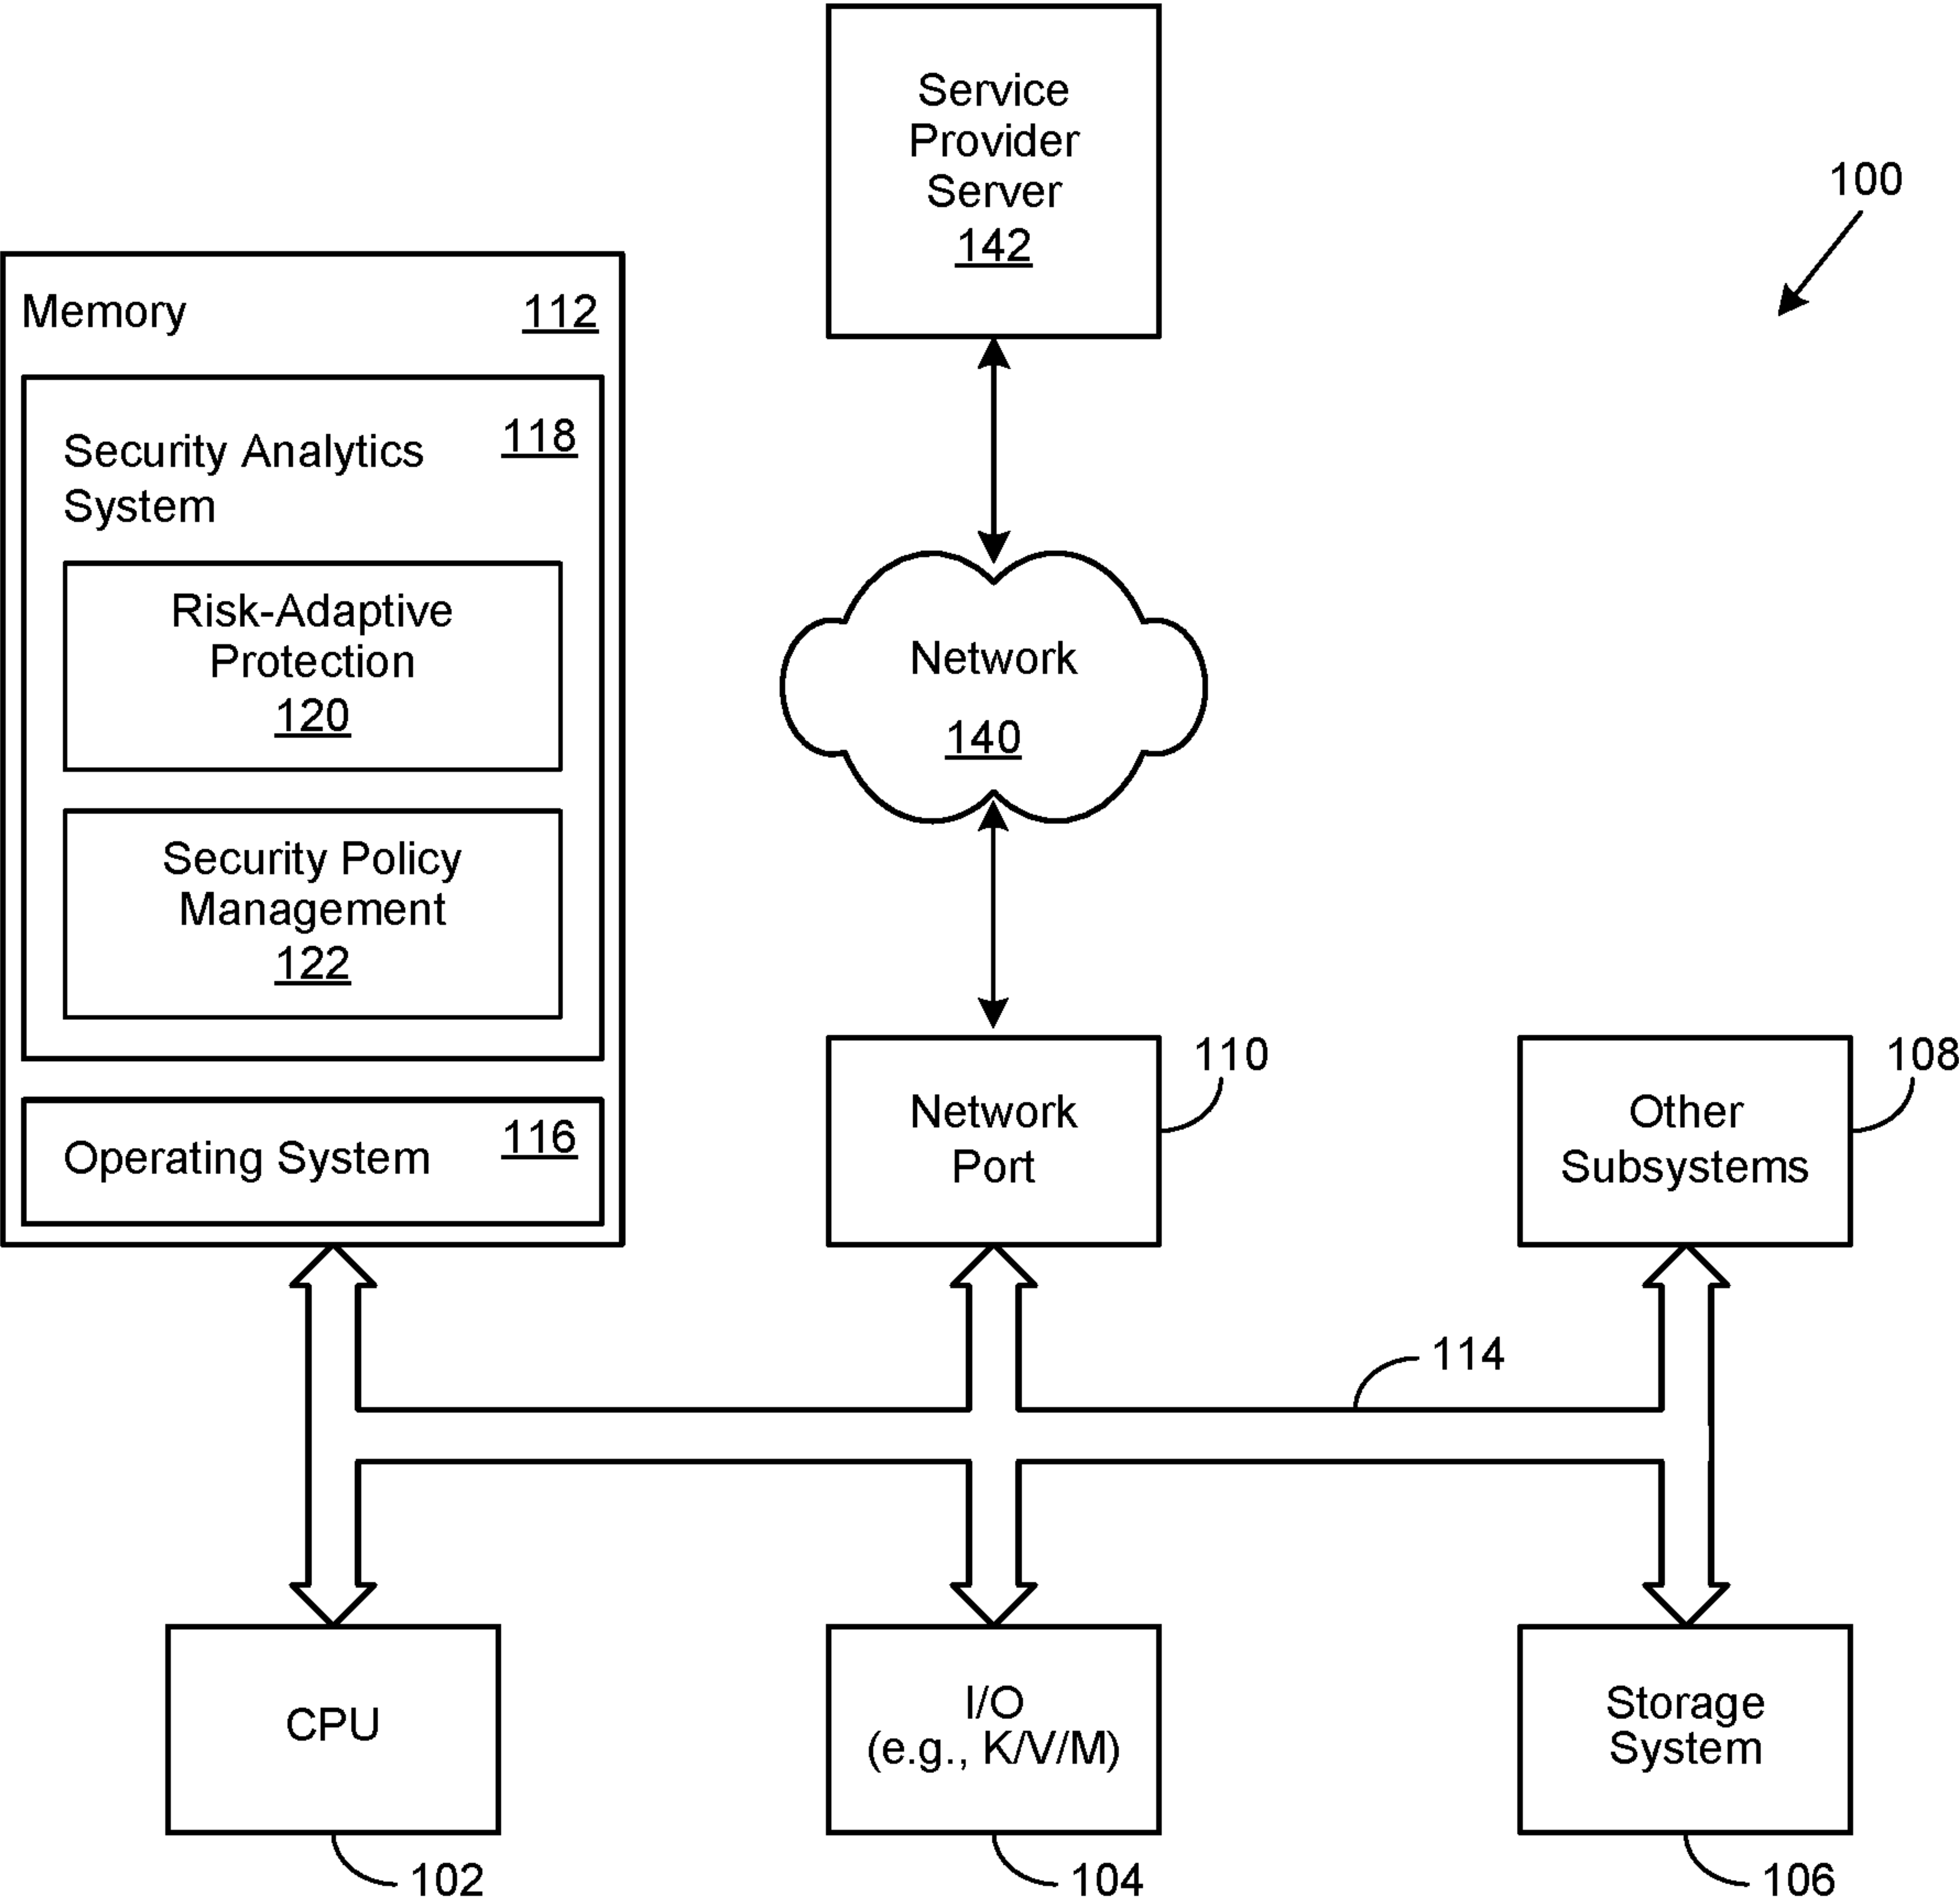 Service
Provider
Server
142
100
Memory 112
Security Analytics 118
System
Risk-Adaptive
Protection
120
Security Policy
Management
122
Operating System 116
Network
140
Network
Port
110
Other
Subsystems
108
114
CPU
102
I/O
(e.g., K/V/M)
104
Storage
System
106